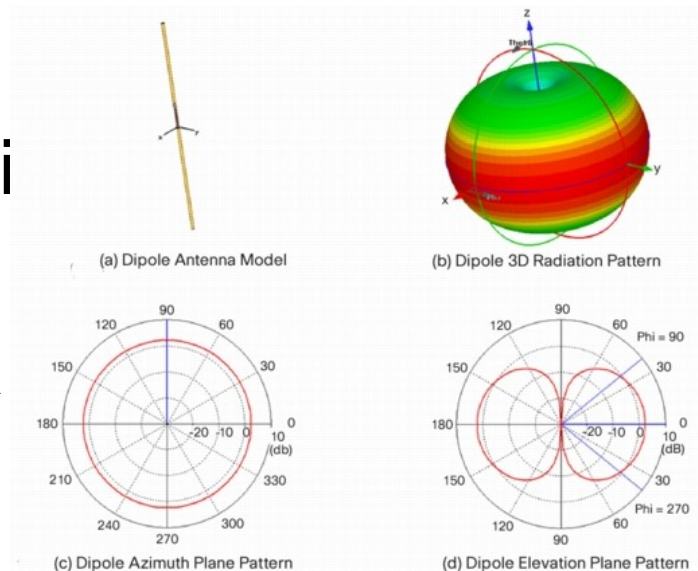 i
z
Theta
y
x
x
Y
(a) Dipole Antenna Model
(b) Dipole 3D Radiation Pattern
90
120
60
150
30
180
-20
-10
0
10
0
(db)
210
330
240
300
270
(c) Dipole Azimuth Plane Pattern
90
120
60
Phi = 90
150
30
180
-20
-10
0
10
0
(dB)
150
30
120
60
Phi = 270
90
(d) Dipole Elevation Plane Pattern